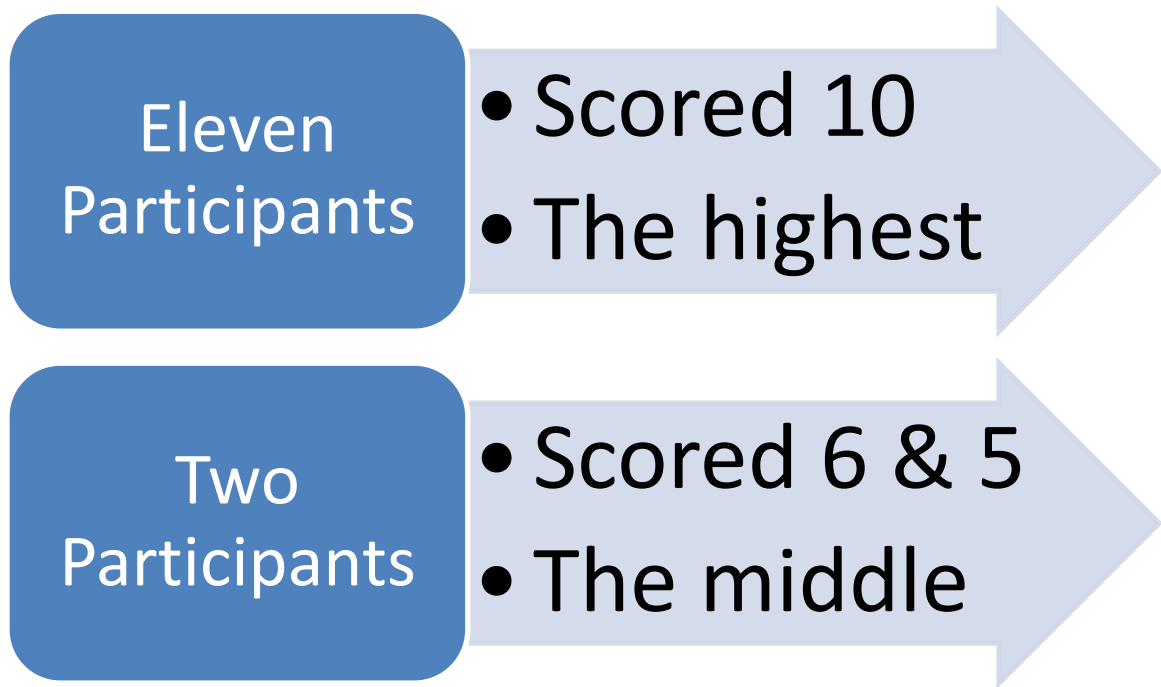 Eleven
Participants
• Scored 10
• The highest
Two
Participants
• Scored 6 & 5
• The middle